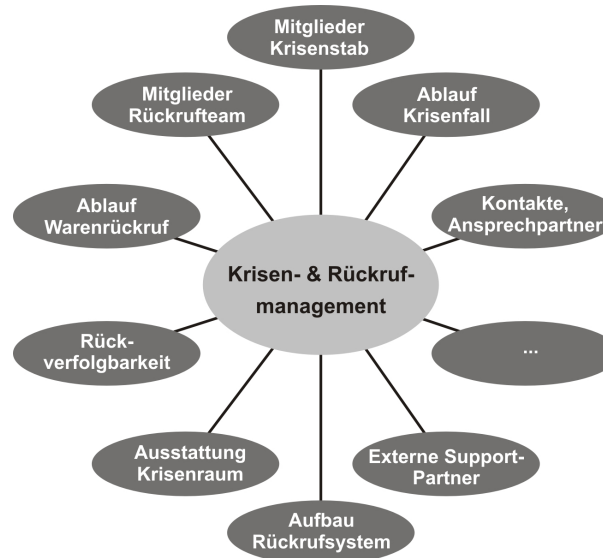 Mitglieder
Krisenstab
Mitglieder
Rückrufteam
Ablauf
Krisenfall
Ablauf
Warenrückruf
Kontakte,
Ansprechpartner
Krisen- & Rückruf-
management
Rück-
verfolgbarkeit
...
Ausstattung
Krisenraum
Externe Support-
Partner
Aufbau
Rückrufsystem